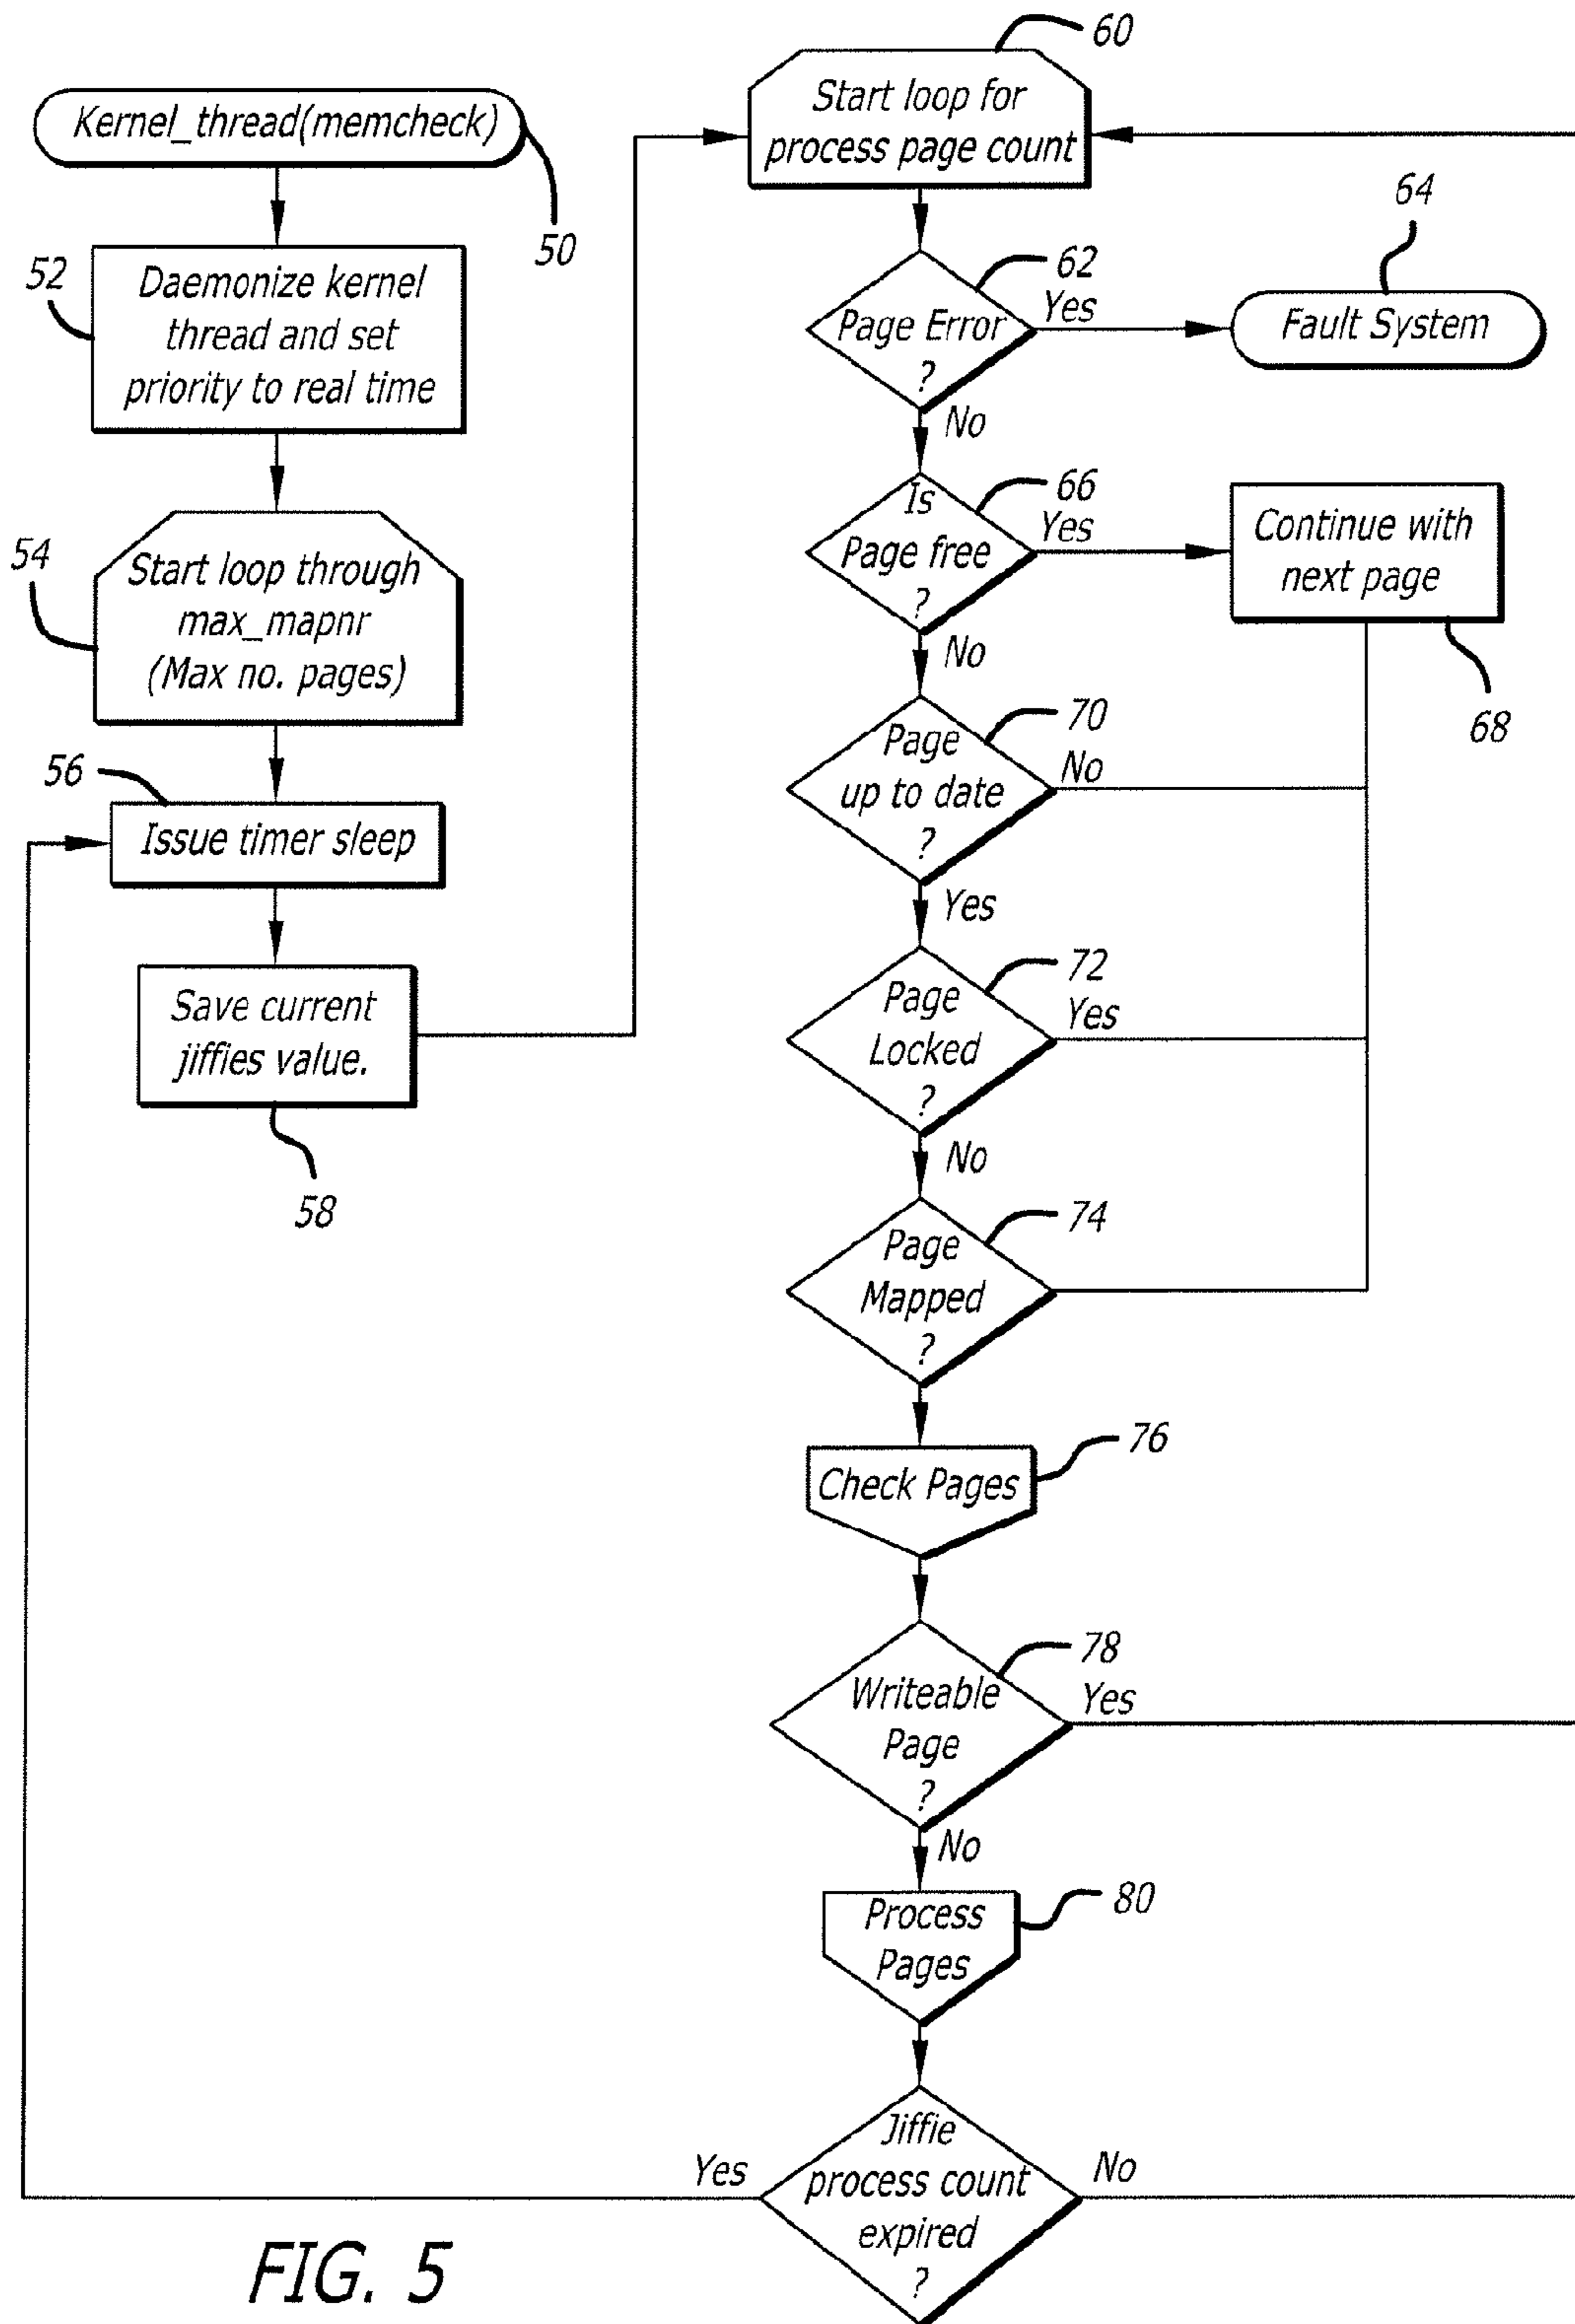 Kernel_thread(memcheck)
50
52
Daemonize kernel
thread and set
priority to real time
54
Start loop through
max_mapnr
(Max no. pages)
56
Issue timer sleep
Save current
jiffies value.
58
60
Start loop for
process page count
62
Page Error
?
Yes
64
Fault System
No
66
Is
Page free
?
Yes
Continue with
next page
68
No
70
Page
up to date
?
No
Yes
72
Page
Locked
?
Yes
No
74
Page
Mapped
?
76
Check Pages
78
Writeable
Page
?
Yes
No
80
Process
Pages
Jiffie
process count
expired
?
Yes
No
FIG. 5